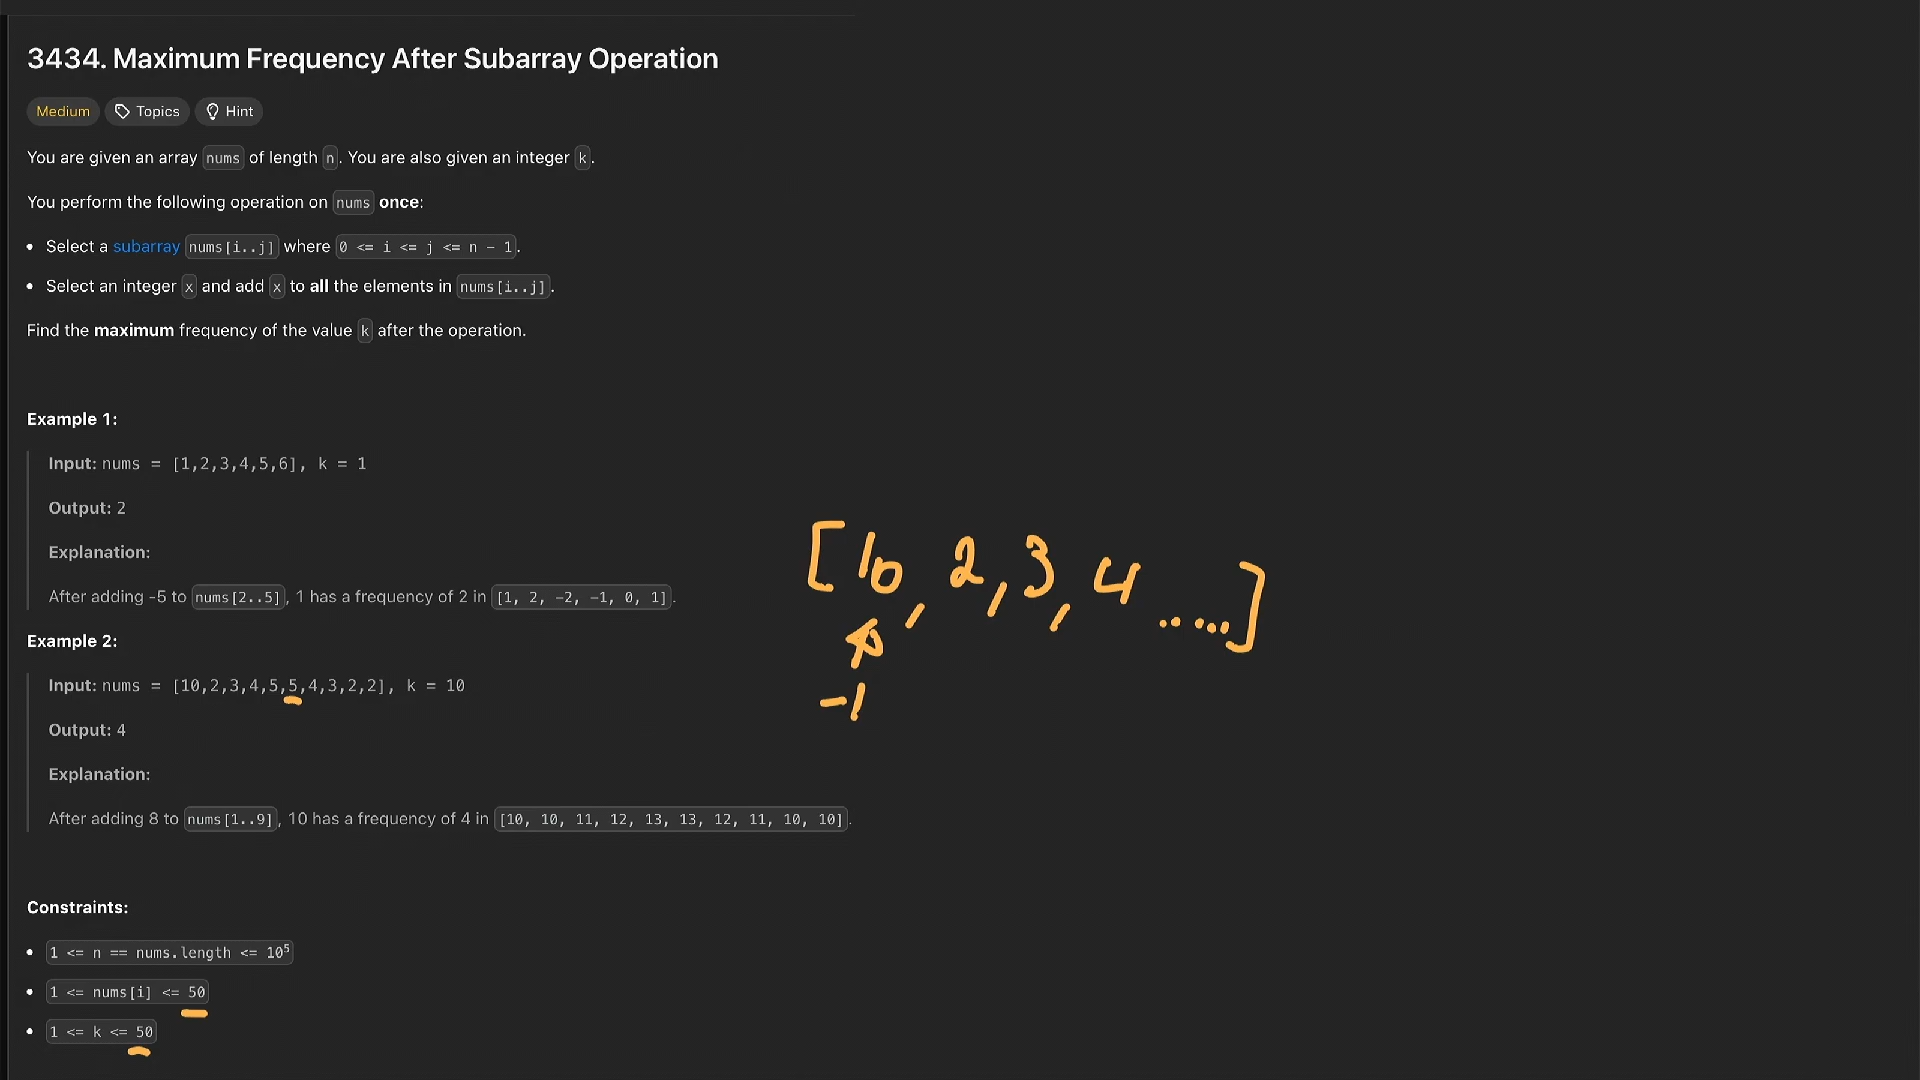 3434. Maximum Frequency After Subarray Operation
Medium Topics Hint
You are given an array nums of length n. You are also given an integer k.
You perform the following operation on nums once:
• Select a subarray nums[i..j] where 0 <= i <= j <= n - 1.
• Select an integer x and add x to all the elements in nums[i..j].
Find the maximum frequency of the value k after the operation.
Example 1:
Input: nums = [1,2,3,4,5,6], k = 1
Output: 2
Explanation:
After adding -5 to nums[2..5], 1 has a frequency of 2 in [1, 2, -2, -1, 0, 1].
Example 2:
Input: nums = [10,2,3,4,5,5,4,3,2,2], k = 10
Output: 4
Explanation:
After adding 8 to nums[1..9], 10 has a frequency of 4 in [10, 10, 11, 12, 13, 13, 12, 11, 10, 10].
Constraints:
• 1 <= n == nums.length <= 10⁵
• 1 <= nums[i] <= 50
• 1 <= k <= 50
[10, 2, 3, 4 ......]
-1